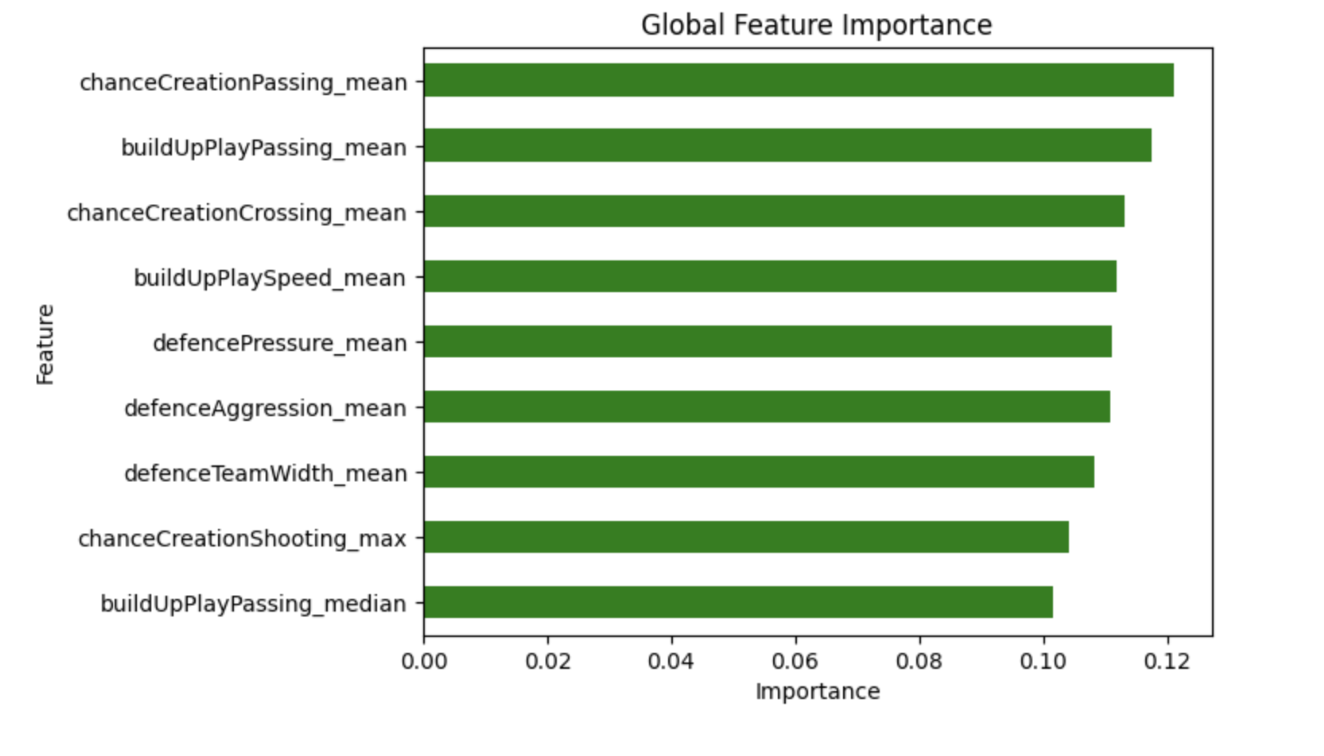 Global Feature Importance
Feature
chanceCreationPassing_mean
buildUpPlayPassing_mean
chanceCreationCrossing_mean
buildUpPlaySpeed_mean
defencePressure_mean
defenceAggression_mean
defenceTeamWidth_mean
chanceCreationShooting_max
buildUpPlayPassing_median
0.00 0.02 0.04 0.06 0.08 0.10 0.12
Importance